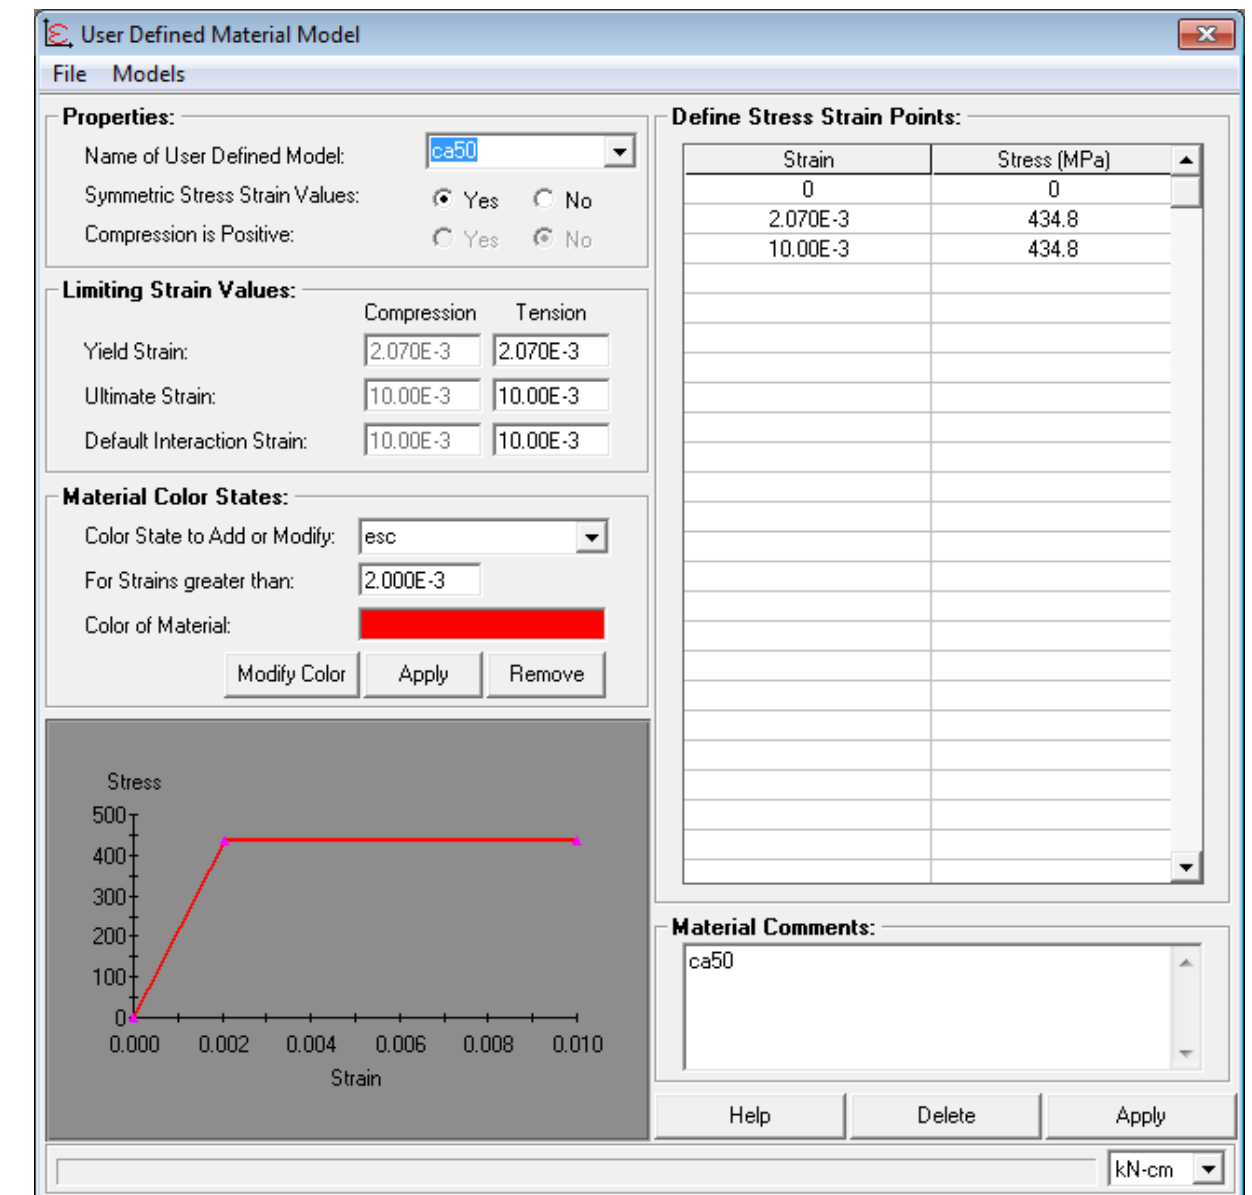 User Defined Material Model
File Models
Properties:
Name of User Defined Model: ca50
Symmetric Stress Strain Values: Yes No
Compression is Positive: Yes No
Limiting Strain Values:
Compression Tension
Yield Strain: 2.070E-3 2.070E-3
Ultimate Strain: 10.00E-3 10.00E-3
Default Interaction Strain: 10.00E-3 10.00E-3
Material Color States:
Color State to Add or Modify: esc
For Strains greater than: 2.000E-3
Color of Material:
Modify Color Apply Remove
Stress
500
400
300
200
100
0
0.000 0.002 0.004 0.006 0.008 0.010
Strain
Define Stress Strain Points:
Strain Stress (MPa)
0 0
2.070E-3 434.8
10.00E-3 434.8
Material Comments:
ca50
Help Delete Apply
kN-cm